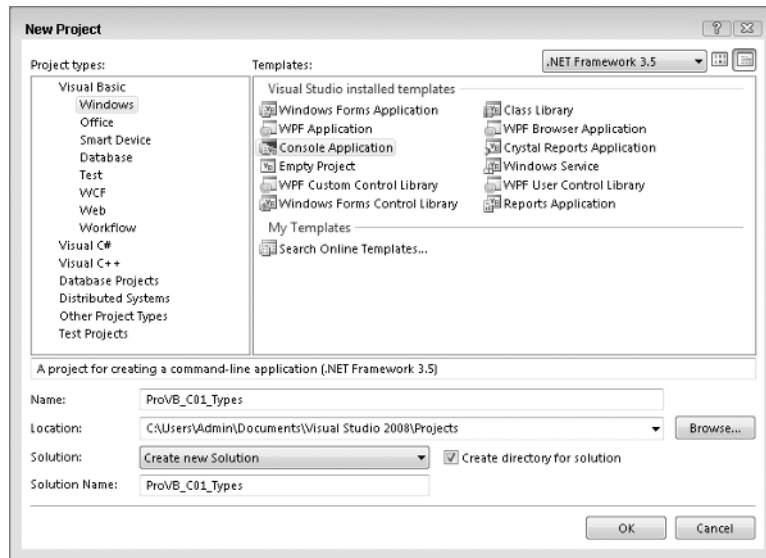 New Project
Project types:
Templates:
.NET Framework 3.5
Visual Basic
Windows
Office
Smart Device
Database
Test
WCF
Web
Workflow
Visual C#
Visual C++
Database Projects
Distributed Systems
Other Project Types
Test Projects
Visual Studio installed templates
Windows Forms Application
WPF Application
Console Application
Empty Project
WPF Custom Control Library
Windows Forms Control Library
Class Library
WPF Browser Application
Crystal Reports Application
Windows Service
WPF User Control Library
Reports Application
My Templates
Search Online Templates...
A project for creating a command-line application (.NET Framework 3.5)
Name: ProVB_C01_Types
Location: C:\Users\Admin\Documents\Visual Studio 2008\Projects Browse...
Solution: Create new Solution Create directory for solution
Solution Name: ProVB_C01_Types
OK Cancel